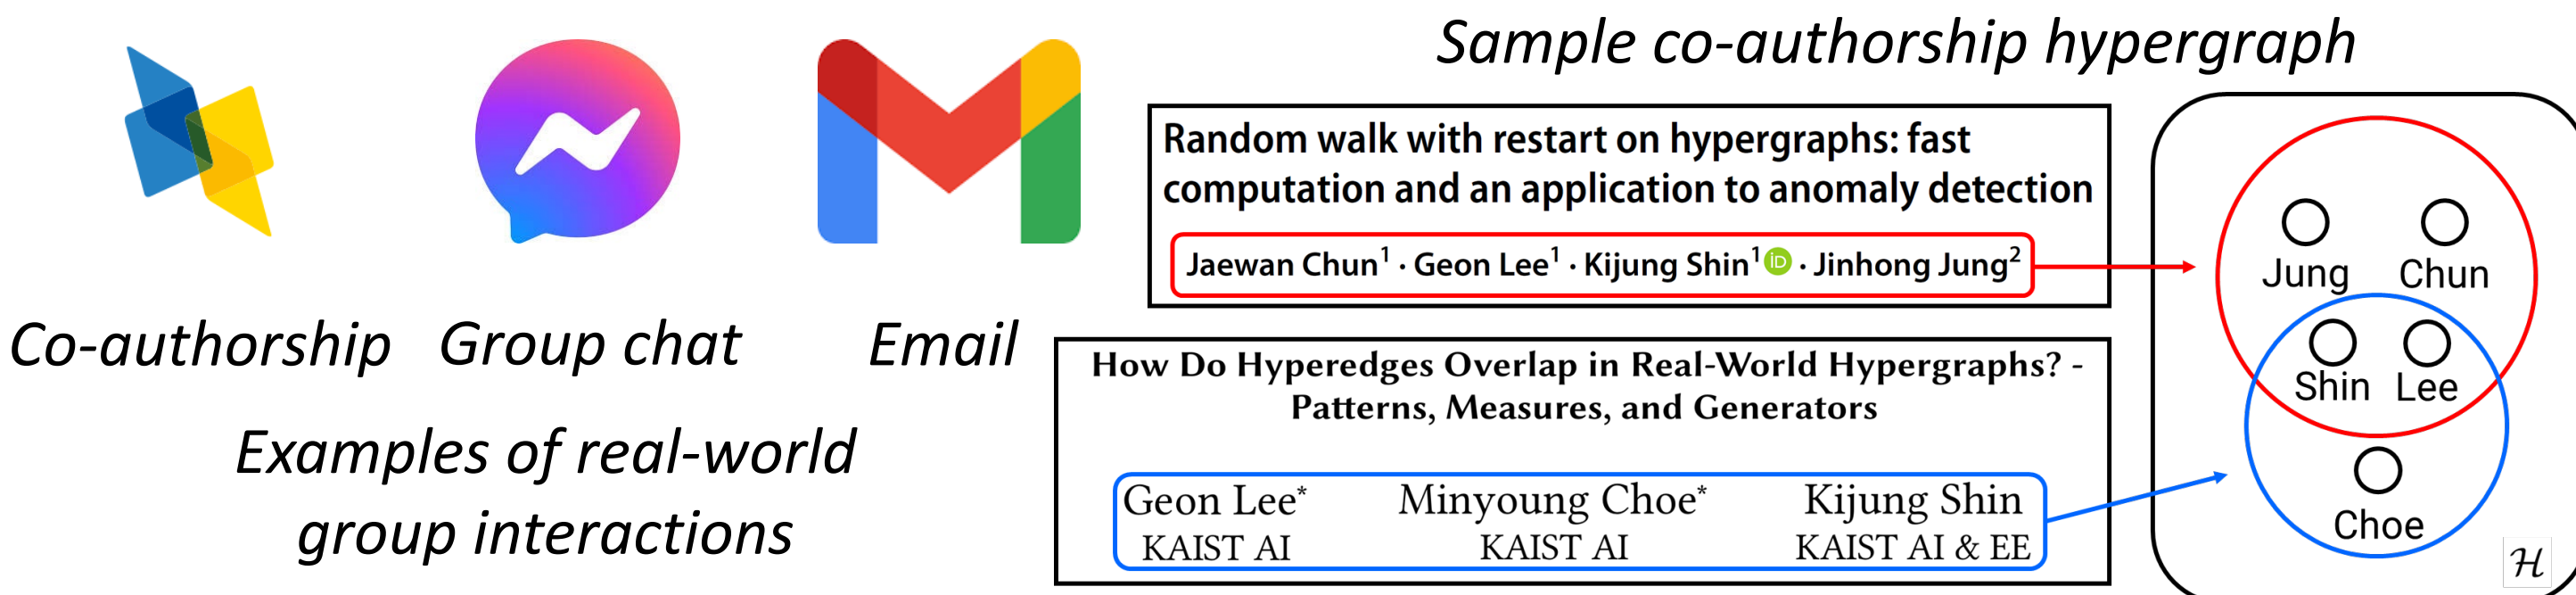 Co-authorship
Group chat
Email
Examples of real-world
group interactions
Sample co-authorship hypergraph
Random walk with restart on hypergraphs: fast
computation and an application to anomaly detection
Jaewan Chun¹ · Geon Lee¹ · Kijung Shin¹ iD · Jinhong Jung²
How Do Hyperedges Overlap in Real-World Hypergraphs? -
Patterns, Measures, and Generators
Geon Lee* Minyoung Choe* Kijung Shin
KAIST AI KAIST AI KAIST AI & EE
Jung Chun
Shin Lee
Choe
ℋ